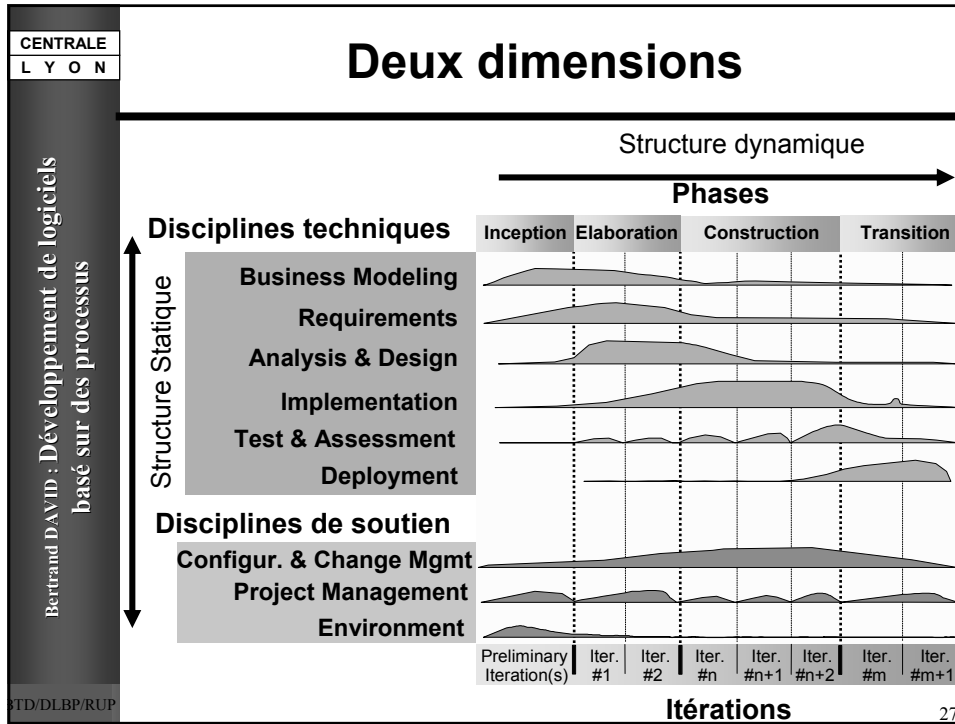 CENTRALE
L Y O N
Deux dimensions
Bertrand DAVID : Développement de logiciels
basé sur des processus
Structure dynamique
Phases
Disciplines techniques
Inception Elaboration Construction Transition
Structure Statique
Business Modeling
Requirements
Analysis & Design
Implementation
Test & Assessment
Deployment
Disciplines de soutien
Configur. & Change Mgmt
Project Management
Environment
Preliminary Iter. Iter. Iter. Iter. Iter. Iter. Iter.
Iteration(s) #1 #2 #n #n+1 #n+2 #m #m+1
Itérations
TD/DLBP/RUP
27